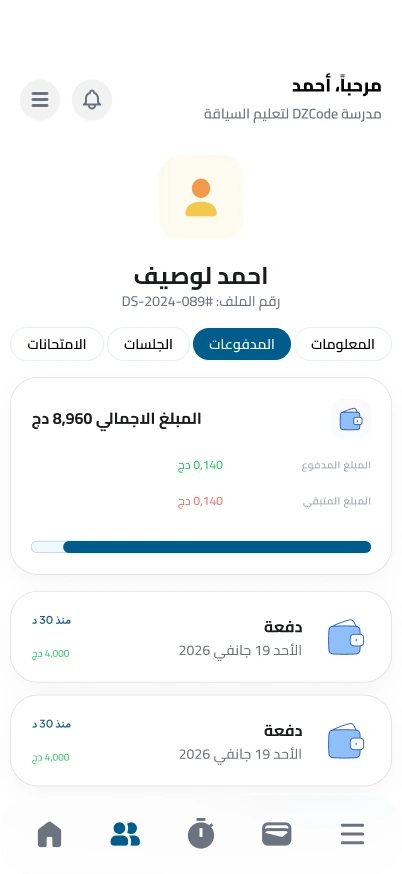 مرحباً، أحمد
مدرسة DZCode لتعليم السياقة
احمد لوصيف
رقم الملف: #DS-2024-089
المعلومات
المدفوعات
الجلسات
الامتحانات
المبلغ الاجمالي 8,960 دج
المبلغ المدفوع 0,140 دج
المبلغ المتبقي 0,140 دج
دفعة منذ 30 د
الأحد 19 جانفي 2026 4,000 دج
دفعة منذ 30 د
الأحد 19 جانفي 2026 4,000 دج